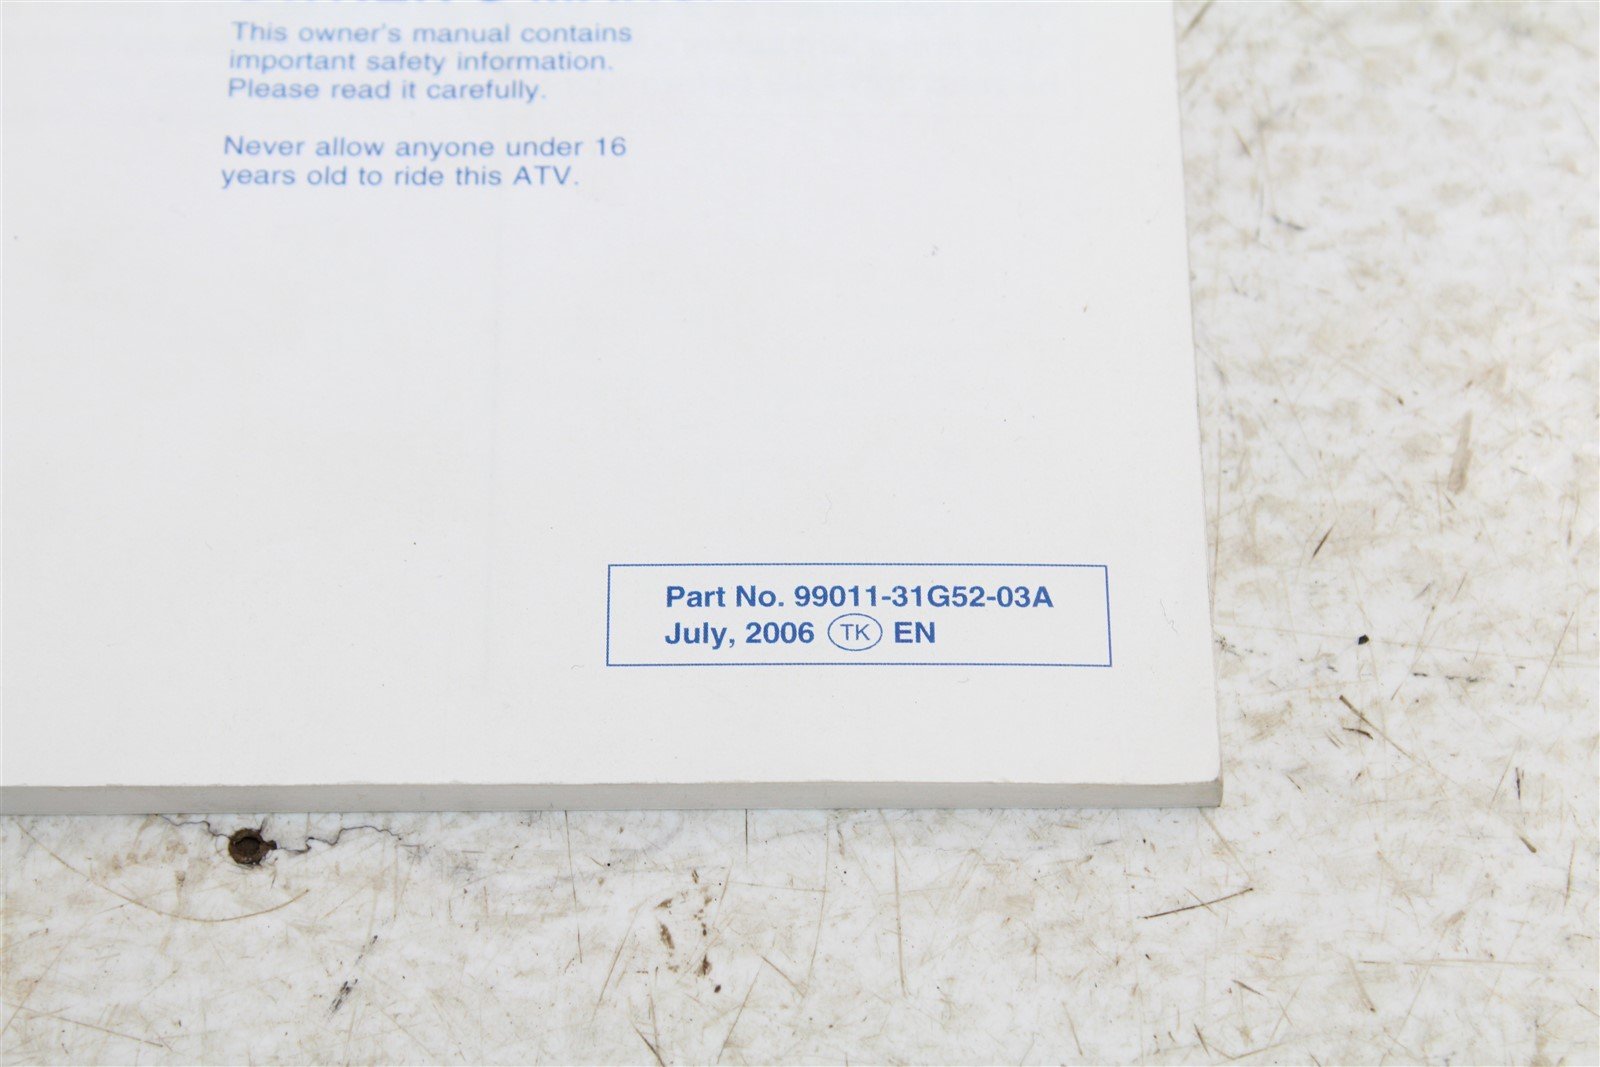 This owner's manual contains
important safety information.
Please read it carefully.
Never allow anyone under 16
years old to ride this ATV.
Part No. 99011-31G52-03A
July, 2006 TK EN